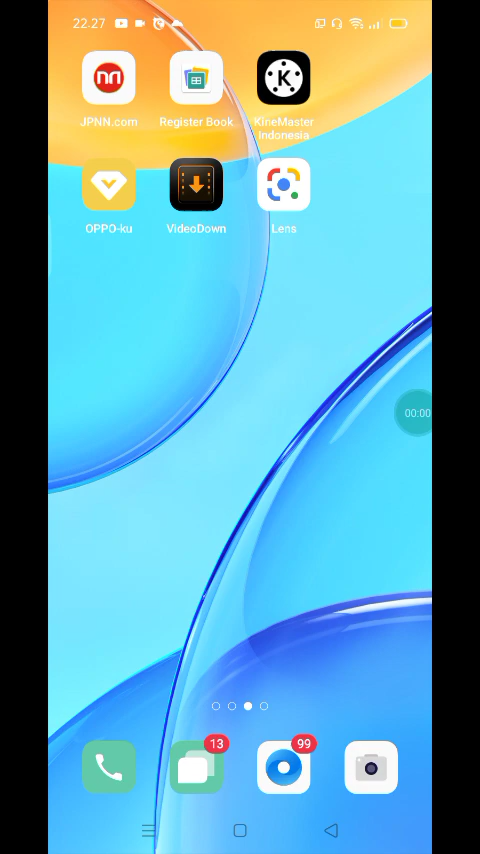 22.27
JPNN.com
Register Book
KineMaster
Indonesia
OPPO-ku
VideoDown
Lens
00:00
13
99